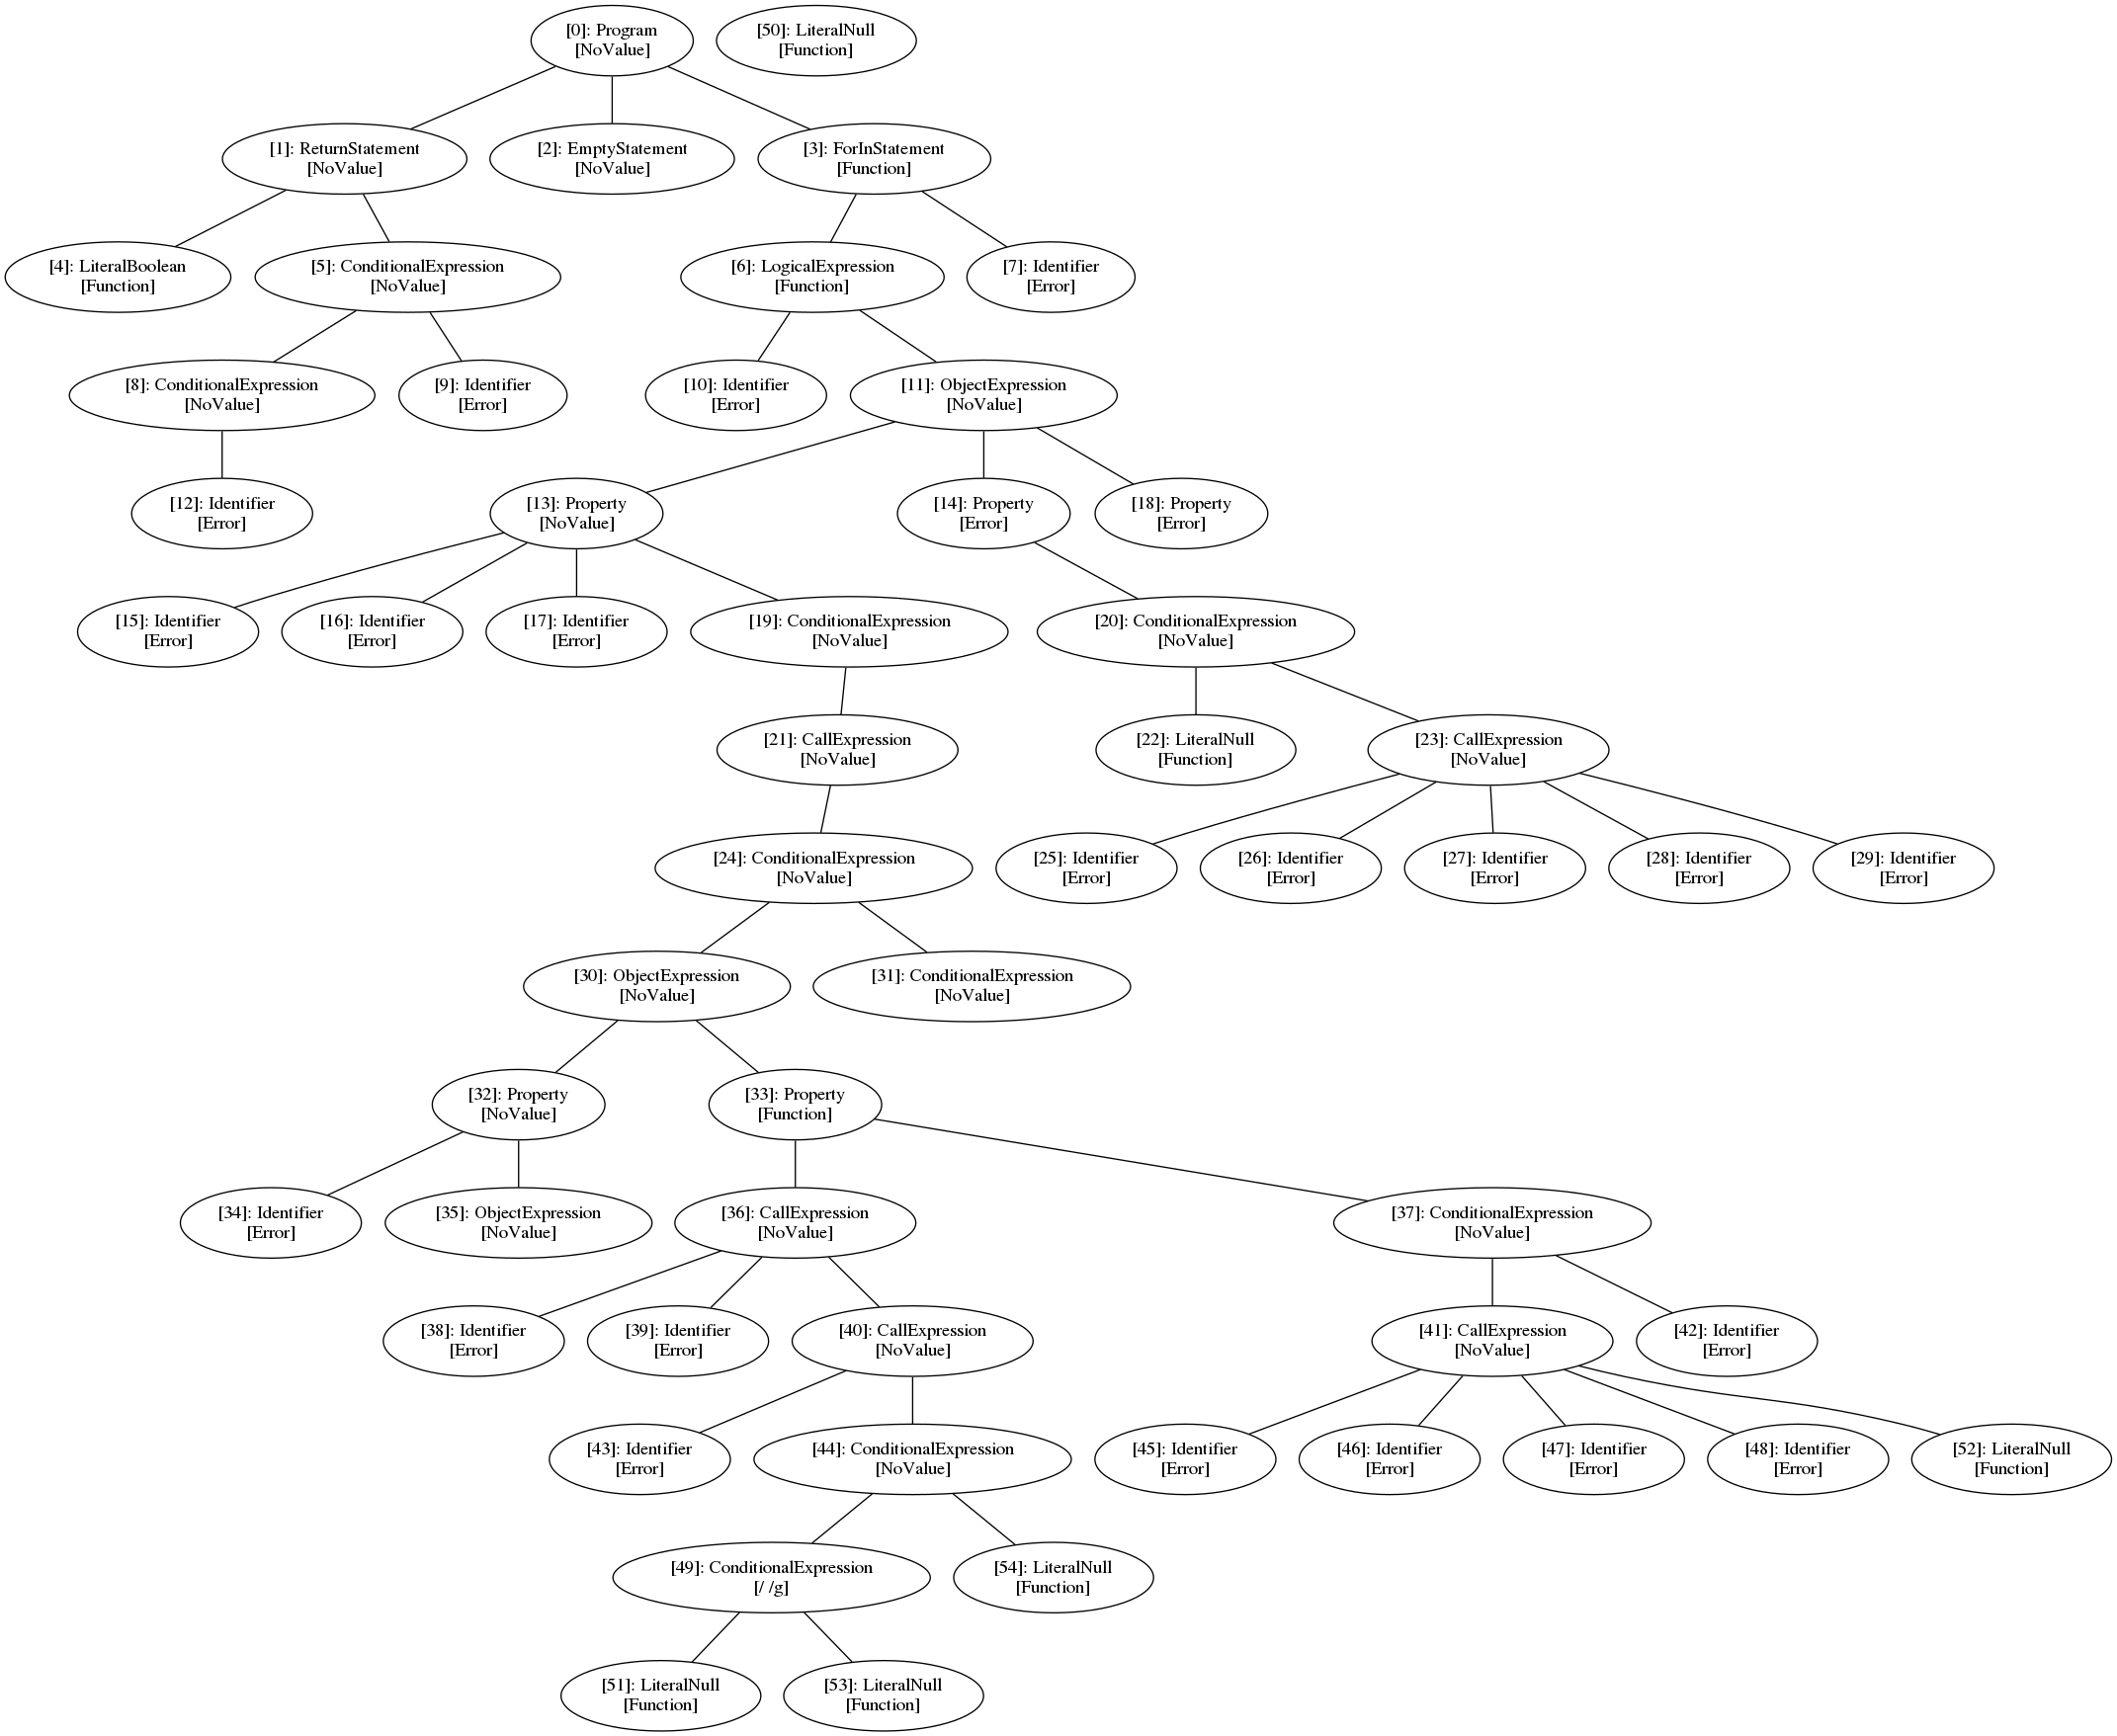 [0]: Program
[NoValue]
[50]: LiteralNull
[Function]
[1]: ReturnStatement
[NoValue]
[2]: EmptyStatement
[NoValue]
[3]: ForInStatement
[Function]
[4]: LiteralBoolean
[Function]
[5]: ConditionalExpression
[NoValue]
[6]: LogicalExpression
[Function]
[7]: Identifier
[Error]
[8]: ConditionalExpression
[NoValue]
[9]: Identifier
[Error]
[10]: Identifier
[Error]
[11]: ObjectExpression
[NoValue]
[12]: Identifier
[Error]
[13]: Property
[NoValue]
[14]: Property
[Error]
[18]: Property
[Error]
[15]: Identifier
[Error]
[16]: Identifier
[Error]
[17]: Identifier
[Error]
[19]: ConditionalExpression
[NoValue]
[20]: ConditionalExpression
[NoValue]
[21]: CallExpression
[NoValue]
[22]: LiteralNull
[Function]
[23]: CallExpression
[NoValue]
[24]: ConditionalExpression
[NoValue]
[25]: Identifier
[Error]
[26]: Identifier
[Error]
[27]: Identifier
[Error]
[28]: Identifier
[Error]
[29]: Identifier
[Error]
[30]: ObjectExpression
[NoValue]
[31]: ConditionalExpression
[NoValue]
[32]: Property
[NoValue]
[33]: Property
[Function]
[34]: Identifier
[Error]
[35]: ObjectExpression
[NoValue]
[36]: CallExpression
[NoValue]
[37]: ConditionalExpression
[NoValue]
[38]: Identifier
[Error]
[39]: Identifier
[Error]
[40]: CallExpression
[NoValue]
[41]: CallExpression
[NoValue]
[42]: Identifier
[Error]
[43]: Identifier
[Error]
[44]: ConditionalExpression
[NoValue]
[45]: Identifier
[Error]
[46]: Identifier
[Error]
[47]: Identifier
[Error]
[48]: Identifier
[Error]
[52]: LiteralNull
[Function]
[49]: ConditionalExpression
[/ /g]
[54]: LiteralNull
[Function]
[51]: LiteralNull
[Function]
[53]: LiteralNull
[Function]